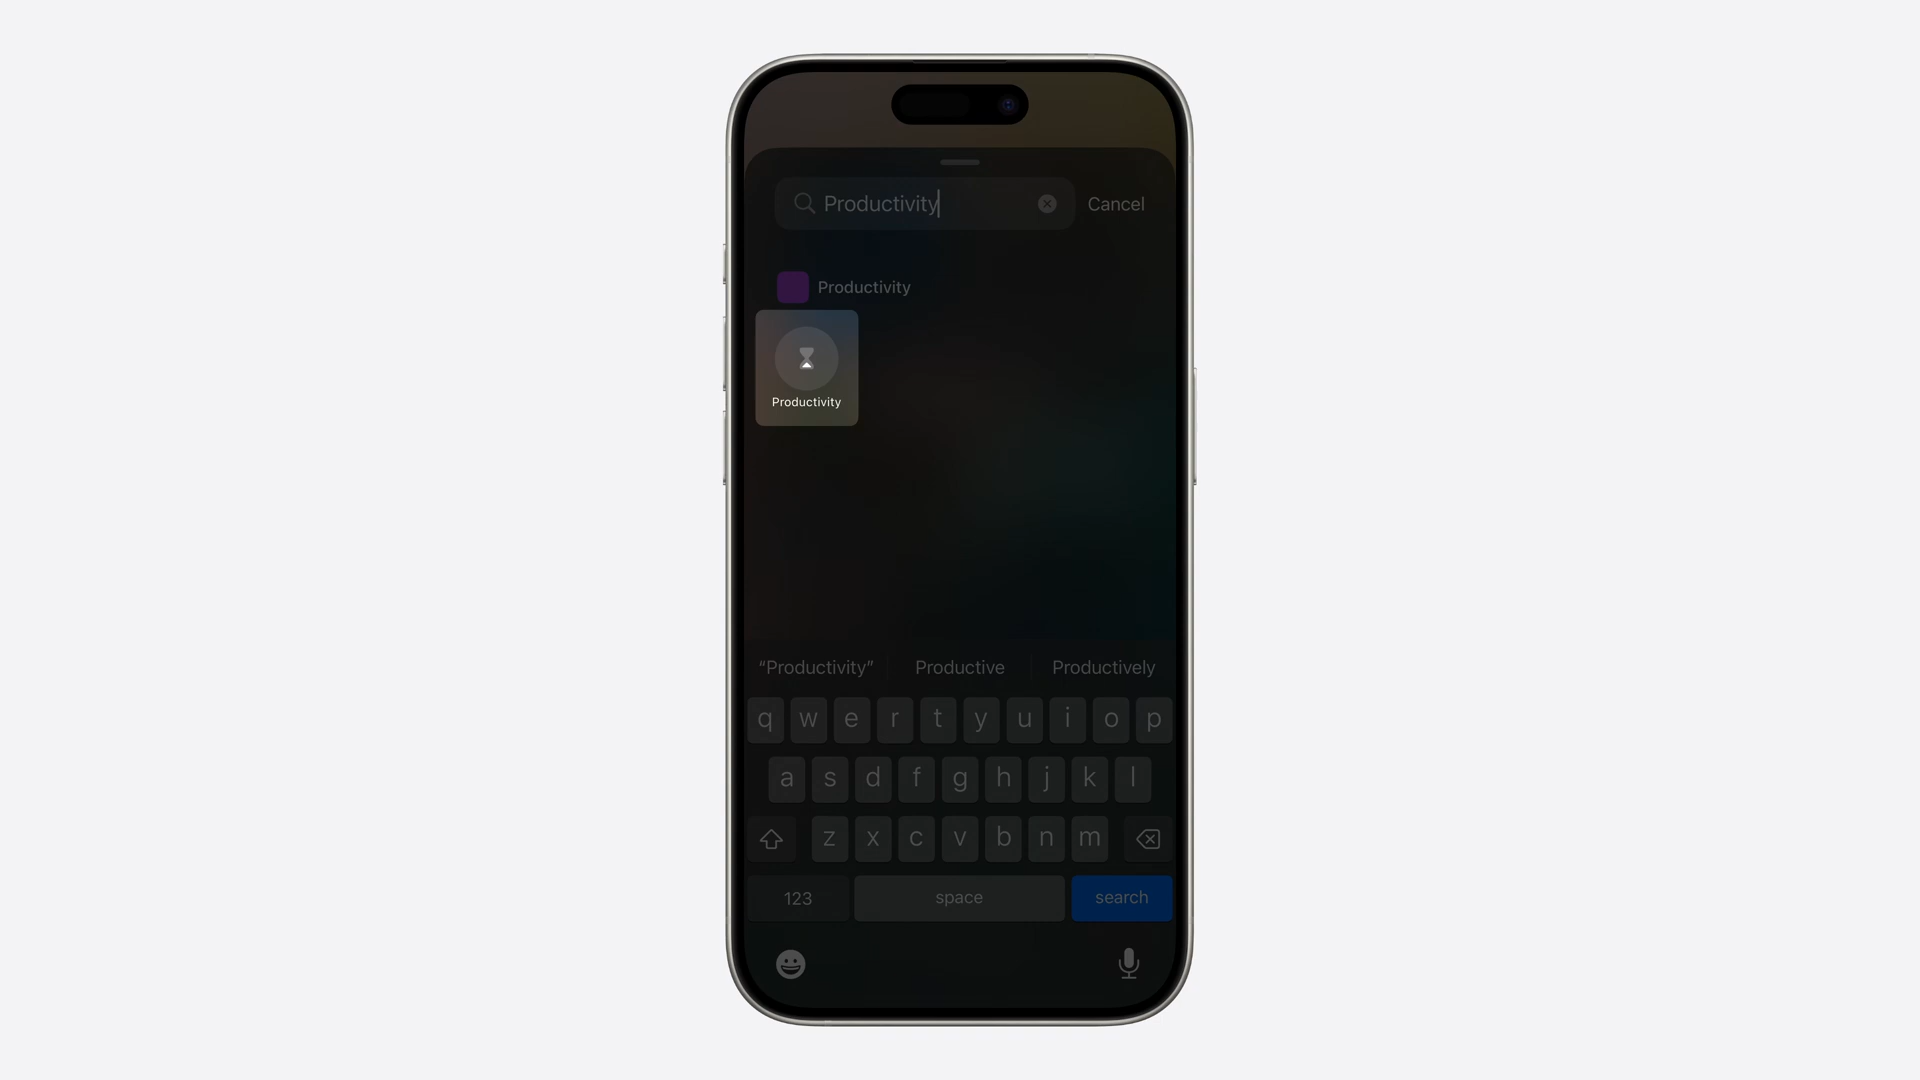 Productivity
Cancel
Productivity
Productivity
“Productivity”
Productive
Productively
q w e r t y u i o p
a s d f g h j k l
z x c v b n m
123
space
search